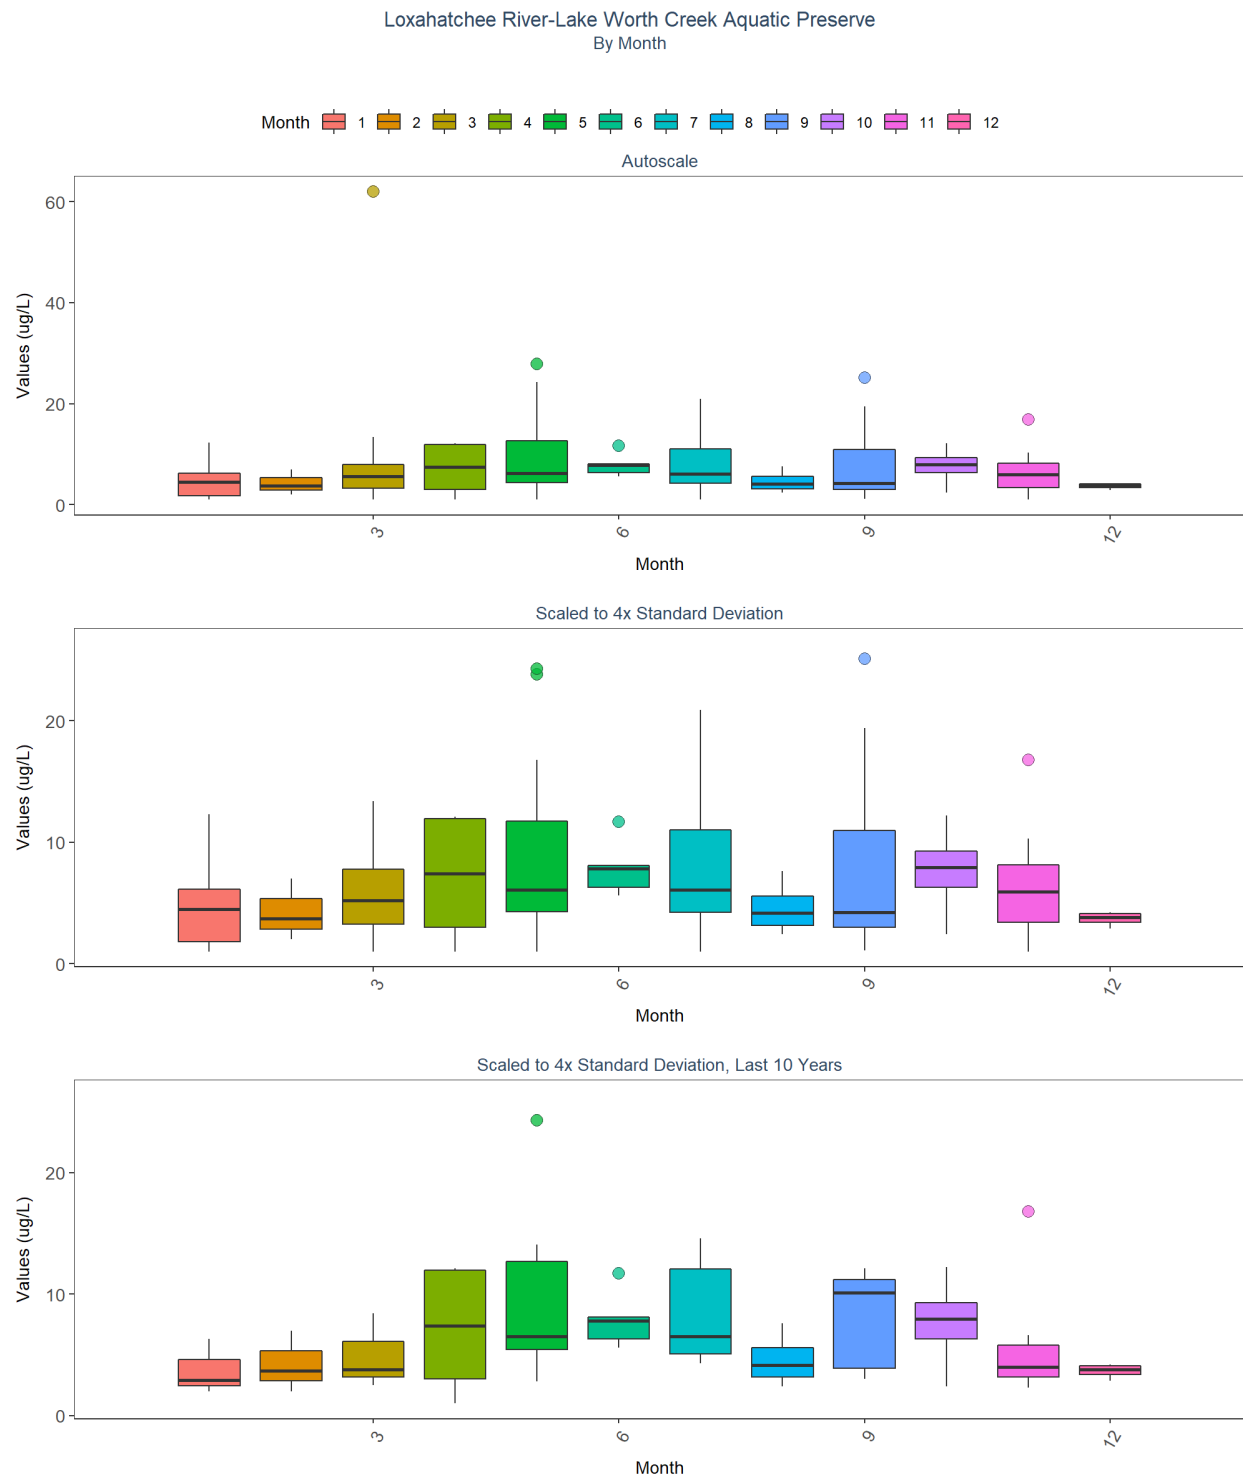 Loxahatchee River-Lake Worth Creek Aquatic Preserve
By Month
Month 1 2 3 4 5 6 7 8 9 10 11 12
Autoscale
Values (ug/L)
60
40
20
0
3 6 9 12
Month
Scaled to 4x Standard Deviation
Values (ug/L)
20
10
0
3 6 9 12
Month
Scaled to 4x Standard Deviation, Last 10 Years
Values (ug/L)
20
10
0
3 6 9 12
Month